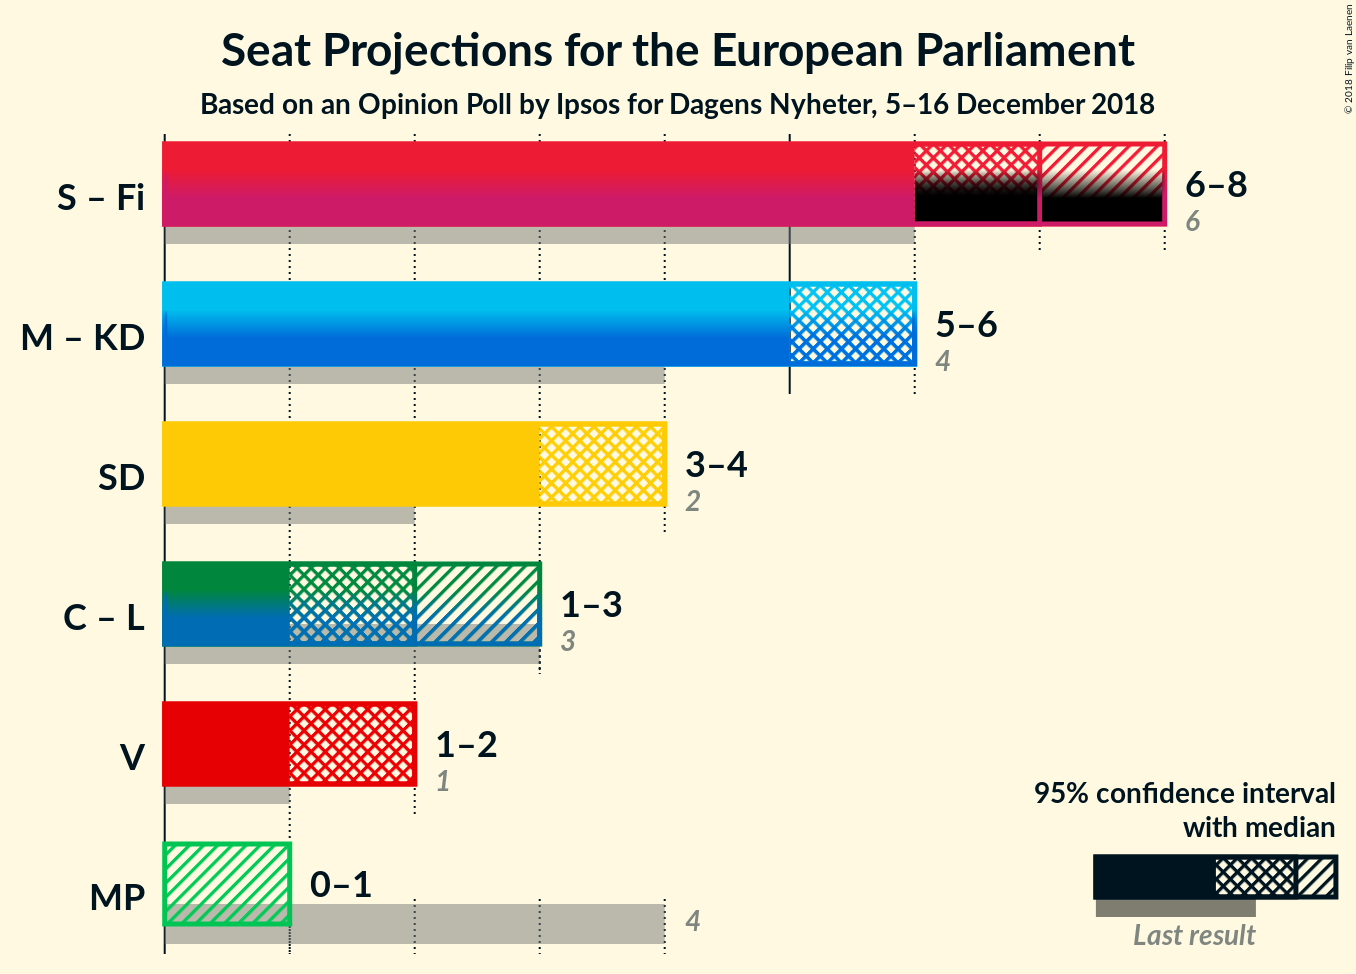 Seat Projections for the European Parliament
Based on an Opinion Poll by Ipsos for Dagens Nyheter, 5–16 December 2018
© 2018 Filip van Laenen
S – Fi
6–8
6
M – KD
5–6
4
SD
3–4
2
C – L
1–3
3
V
1–2
1
MP
0–1
4
95% confidence interval
with median
Last result